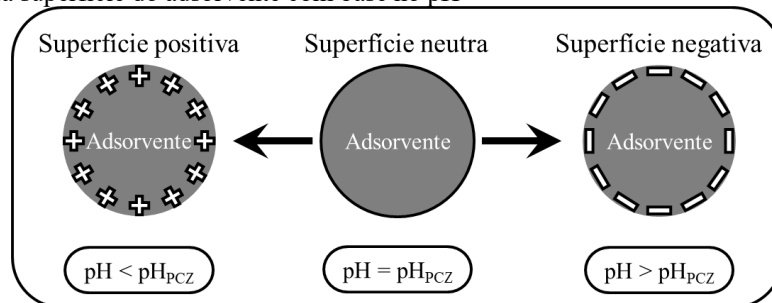 a superfície do adsorvente com base no pH
Superfície positiva Superfície neutra Superfície negativa
Adsorvente Adsorvente Adsorvente
pH < pHPCZ pH = pHPCZ pH > pHPCZ